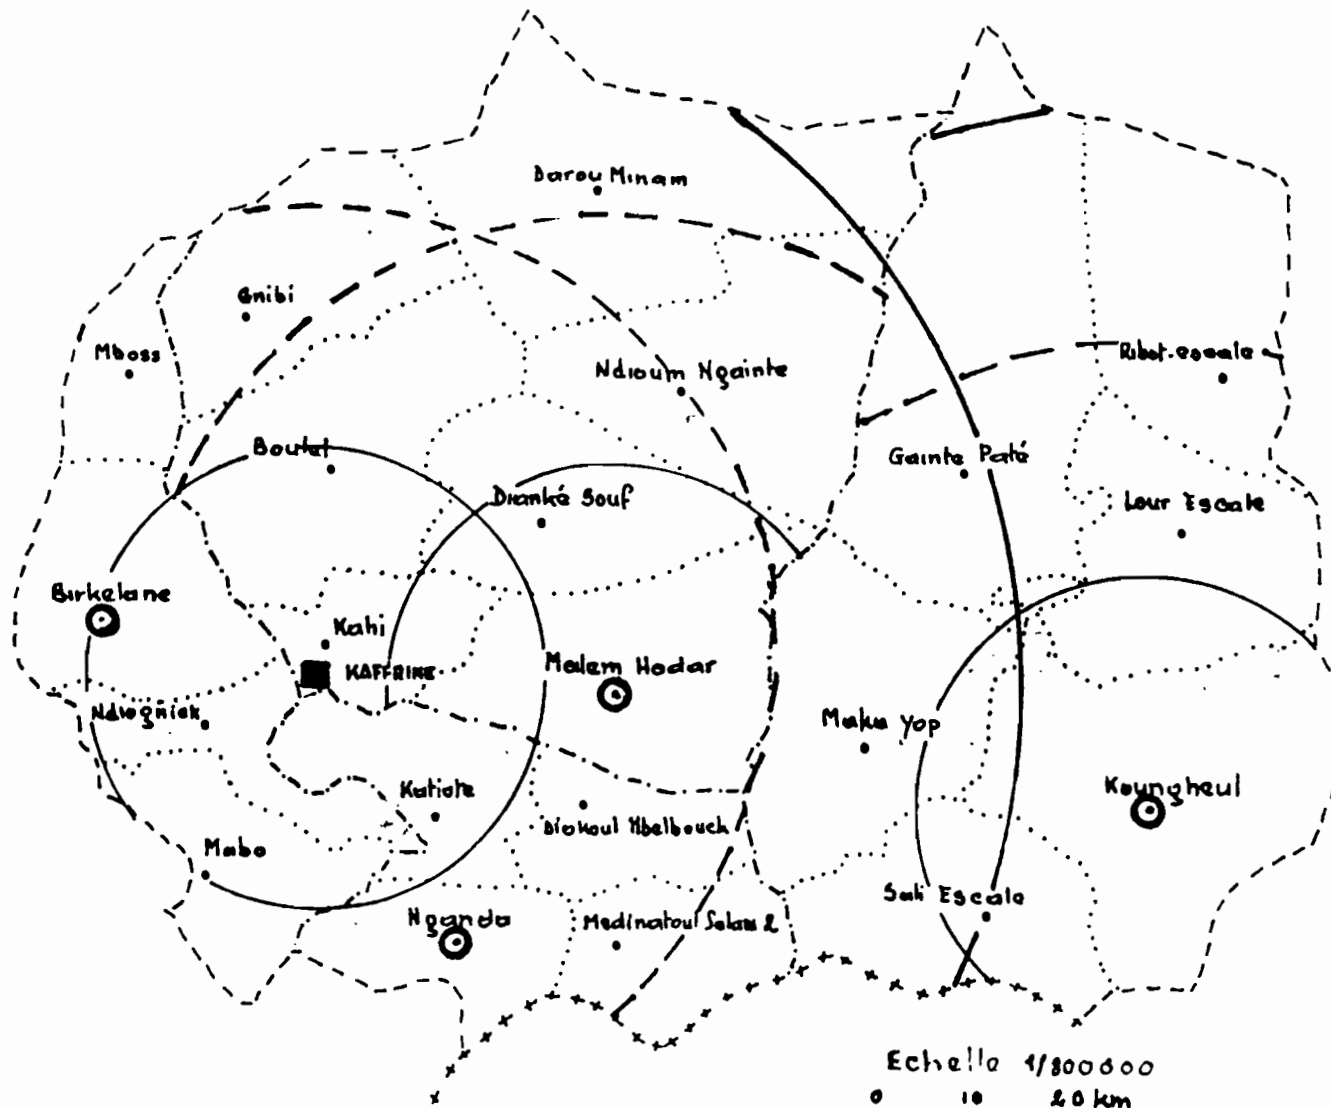 Darou Minam
Gnibi
Mboss
Ribot-escale
Ndioum Ngainte
Boulel
Gainte Paté
Dianké Souf
Lour Escale
Birkelane
Kahi
KAFFRINE
Malem Hodar
Ndiogñick
Maka Yop
Katiote
Koungheul
Diokoul Mbelbouck
Mabo
Sali Escale
Nganda
Medinatoul Salam 2
Echelle 1/800000
0 10 20 km